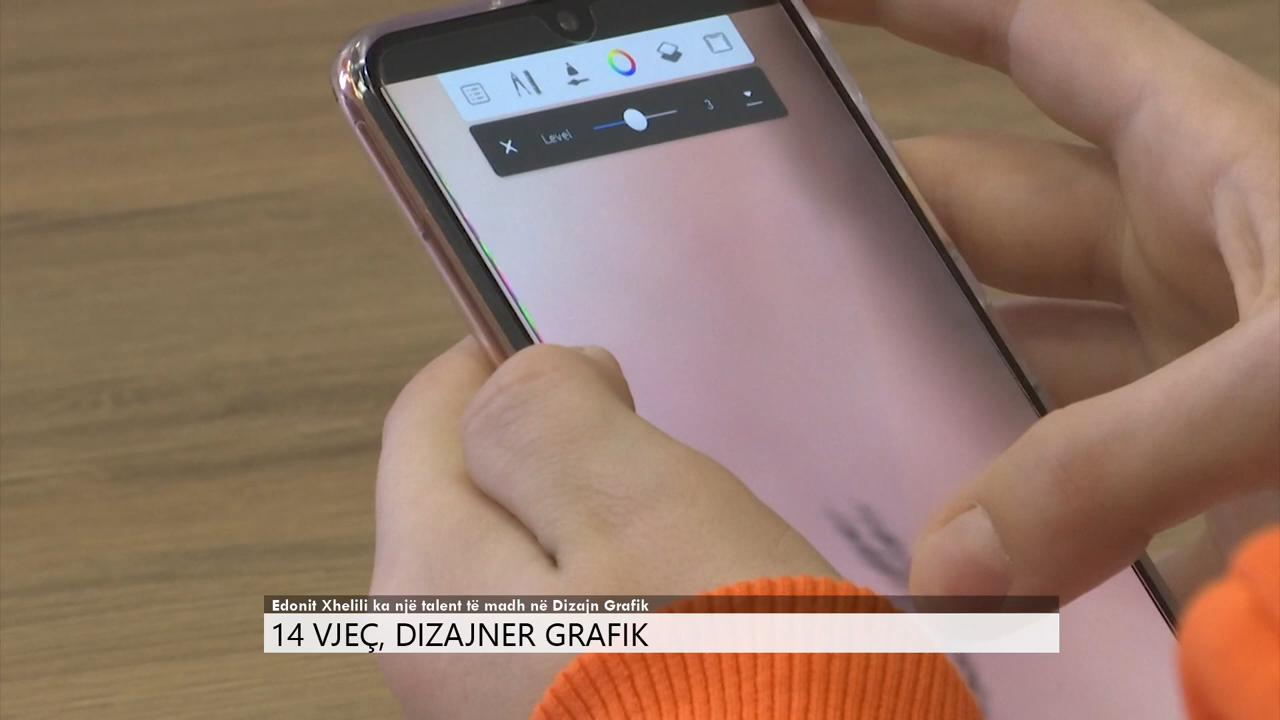 Level 3
Edonit Xhelili ka një talent të madh në Dizajn Grafik
14 VJEÇ, DIZAJNER GRAFIK